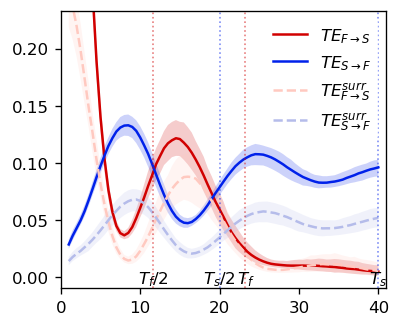 0.20
0.15
0.10
0.05
0.00
TE_{F→S}
TE_{S→F}
TE^{surr}_{F→S}
TE^{surr}_{S→F}
T_f/2
T_s/2
T_f
T_s
0
10
20
30
40